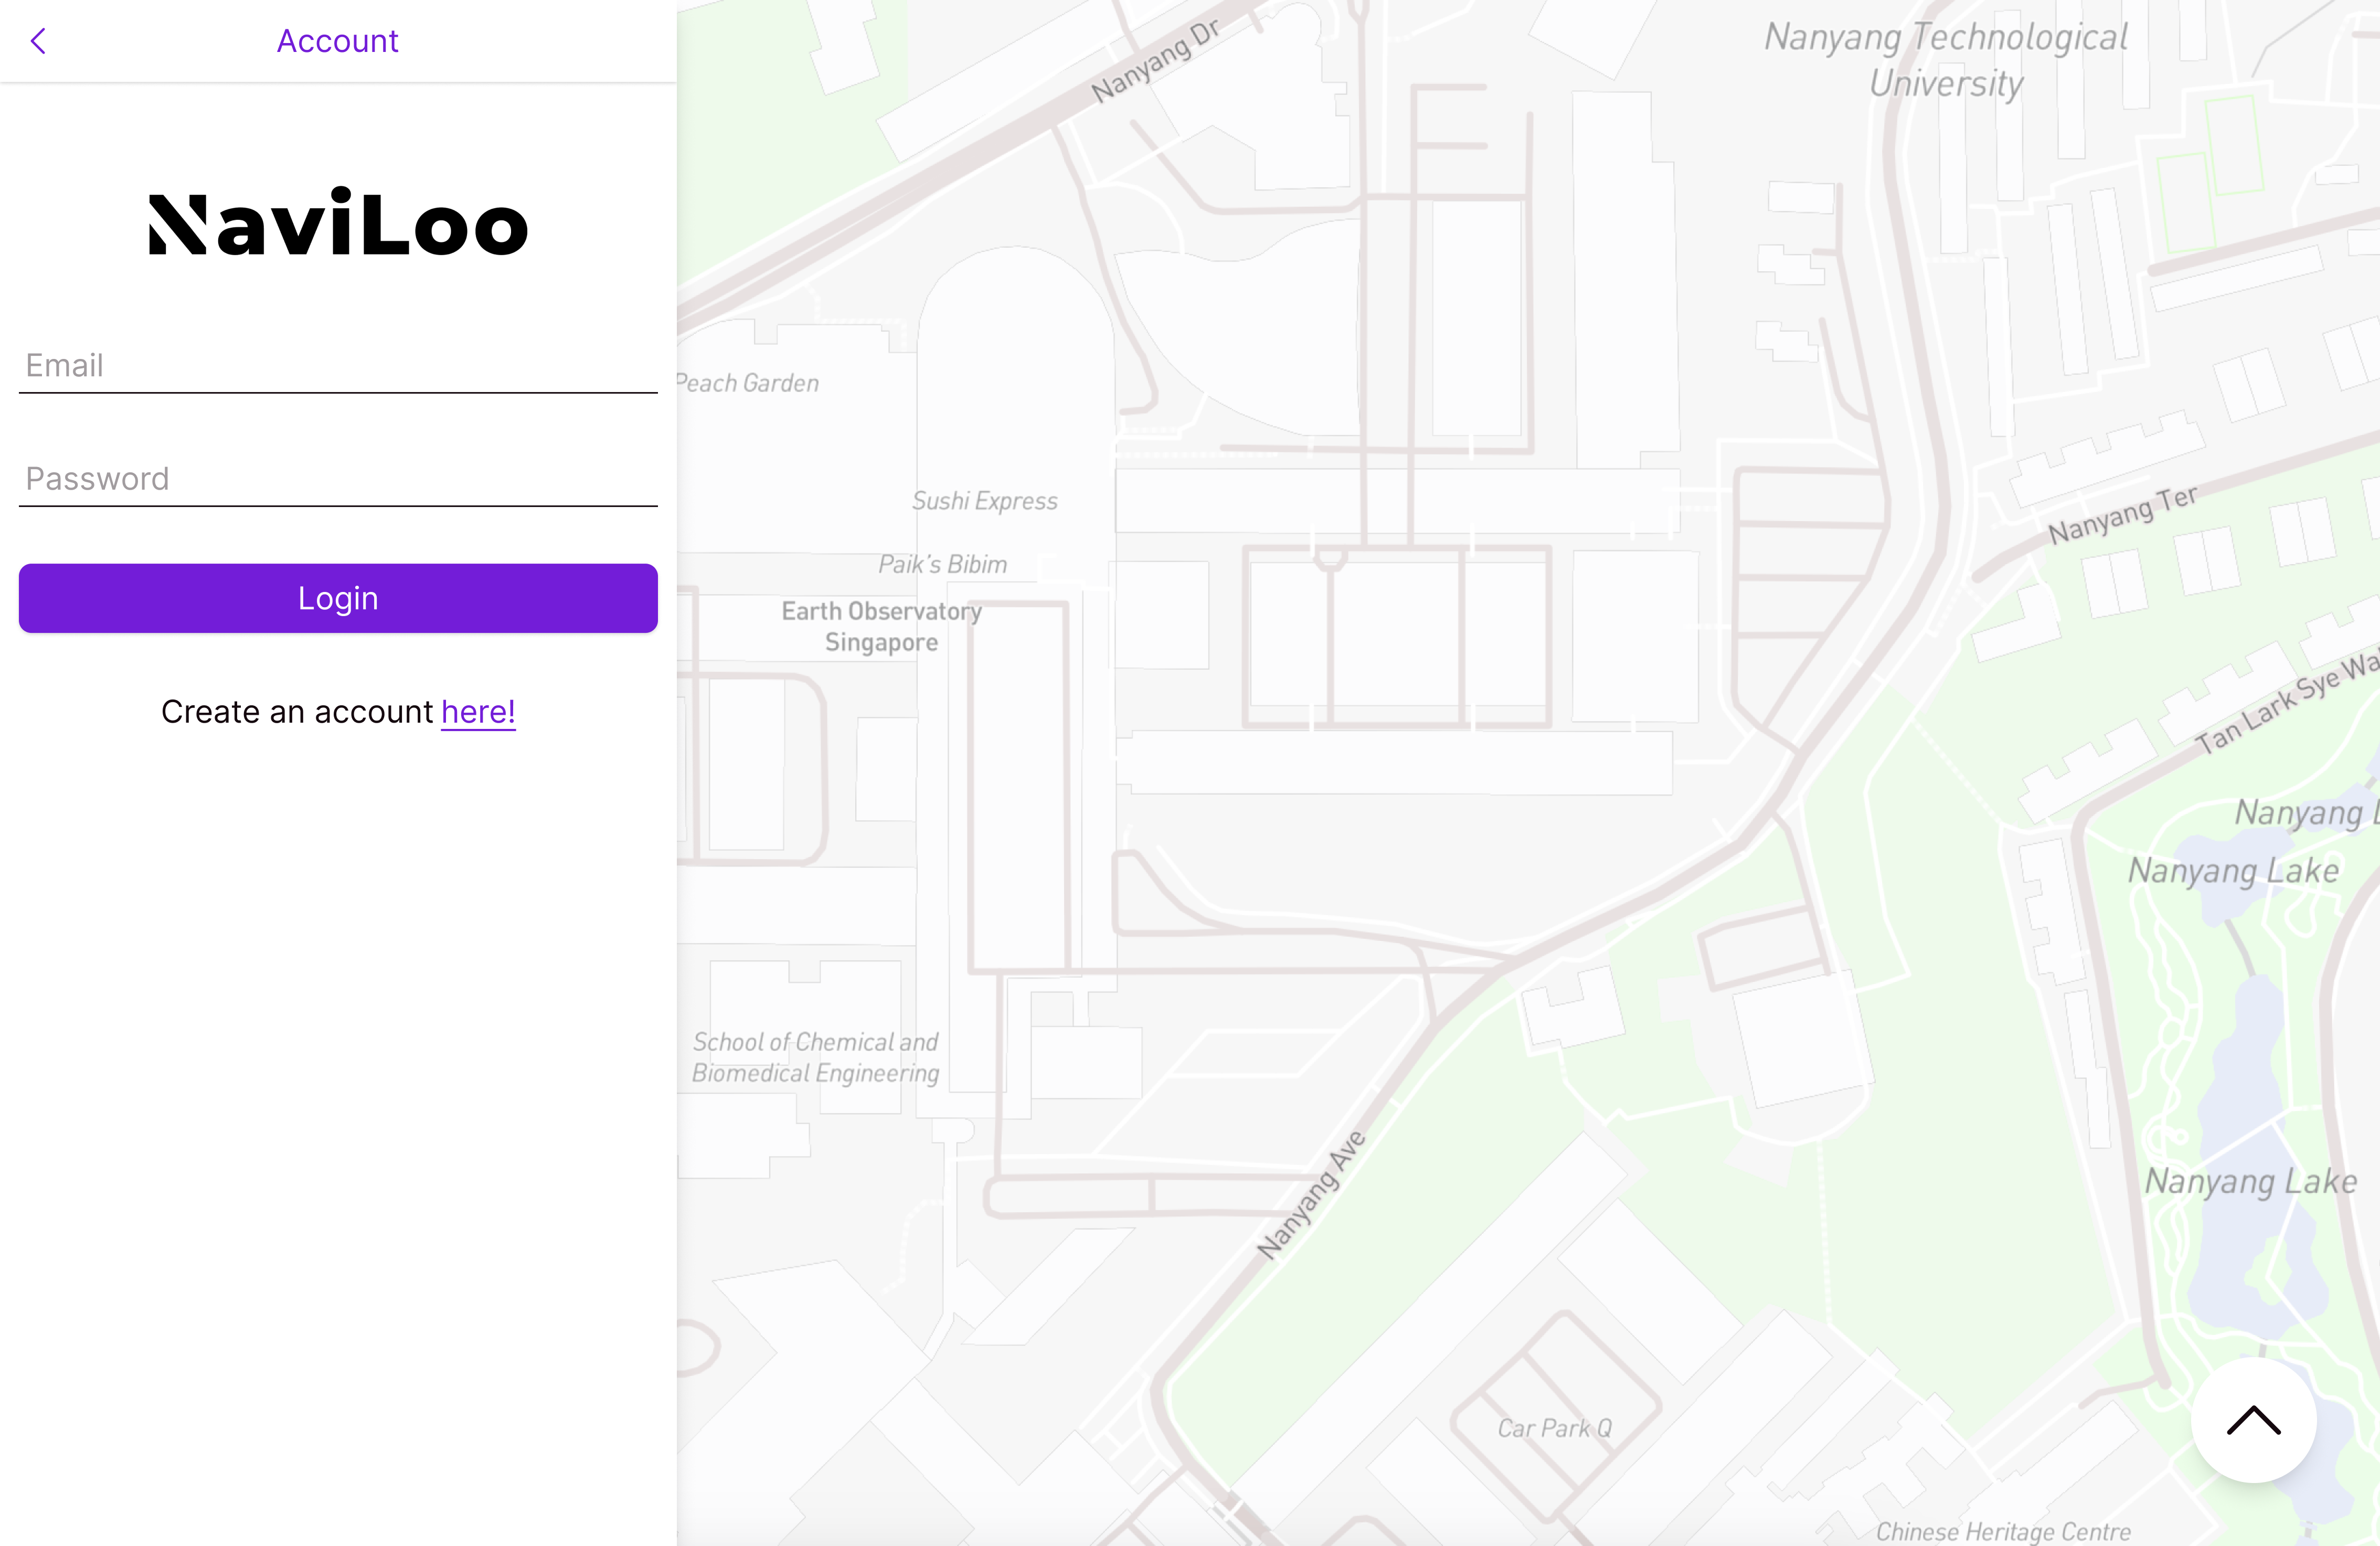 Account
NaviLoo
Email
Password
Login
Create an account here!
Nanyang Dr
Nanyang Technological
University
Peach Garden
Sushi Express
Paik's Bibim
Earth Observatory
Singapore
Nanyang Ter
Tan Lark Sye Wal
Nanyang L
Nanyang Lake
School of Chemical and
Biomedical Engineering
Nanyang Ave
Nanyang Lake
Car Park Q
Chinese Heritage Centre